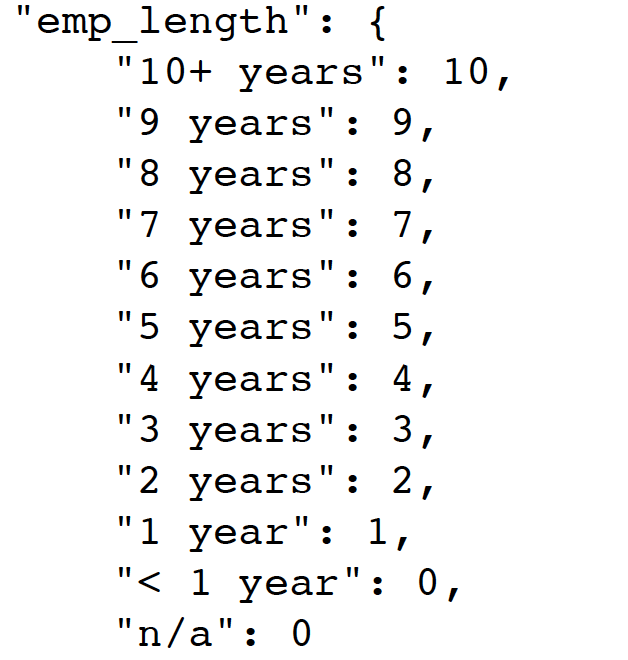 "emp_length": {
"10+ years": 10,
"9 years": 9,
"8 years": 8,
"7 years": 7,
"6 years": 6,
"5 years": 5,
"4 years": 4,
"3 years": 3,
"2 years": 2,
"1 year": 1,
"< 1 year": 0,
"n/a": 0